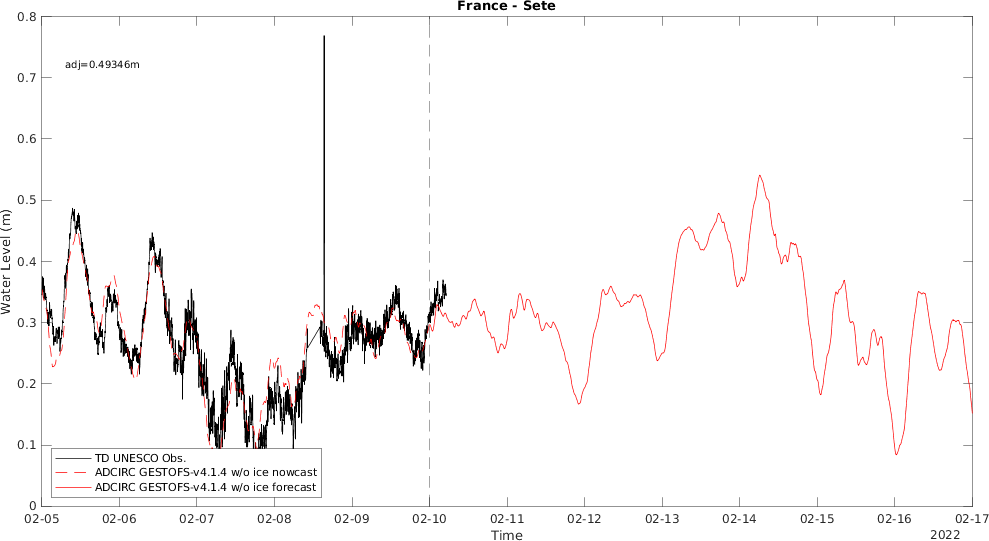 France - Sete
adj=0.49346m
Water Level (m)
0.8
0.7
0.6
0.5
0.4
0.3
0.2
0.1
0
TD UNESCO Obs.
ADCIRC GESTOFS-v4.1.4 w/o ice nowcast
ADCIRC GESTOFS-v4.1.4 w/o ice forecast
02-05 02-06 02-07 02-08 02-09 02-10 02-11 02-12 02-13 02-14 02-15 02-16 02-17
Time
2022